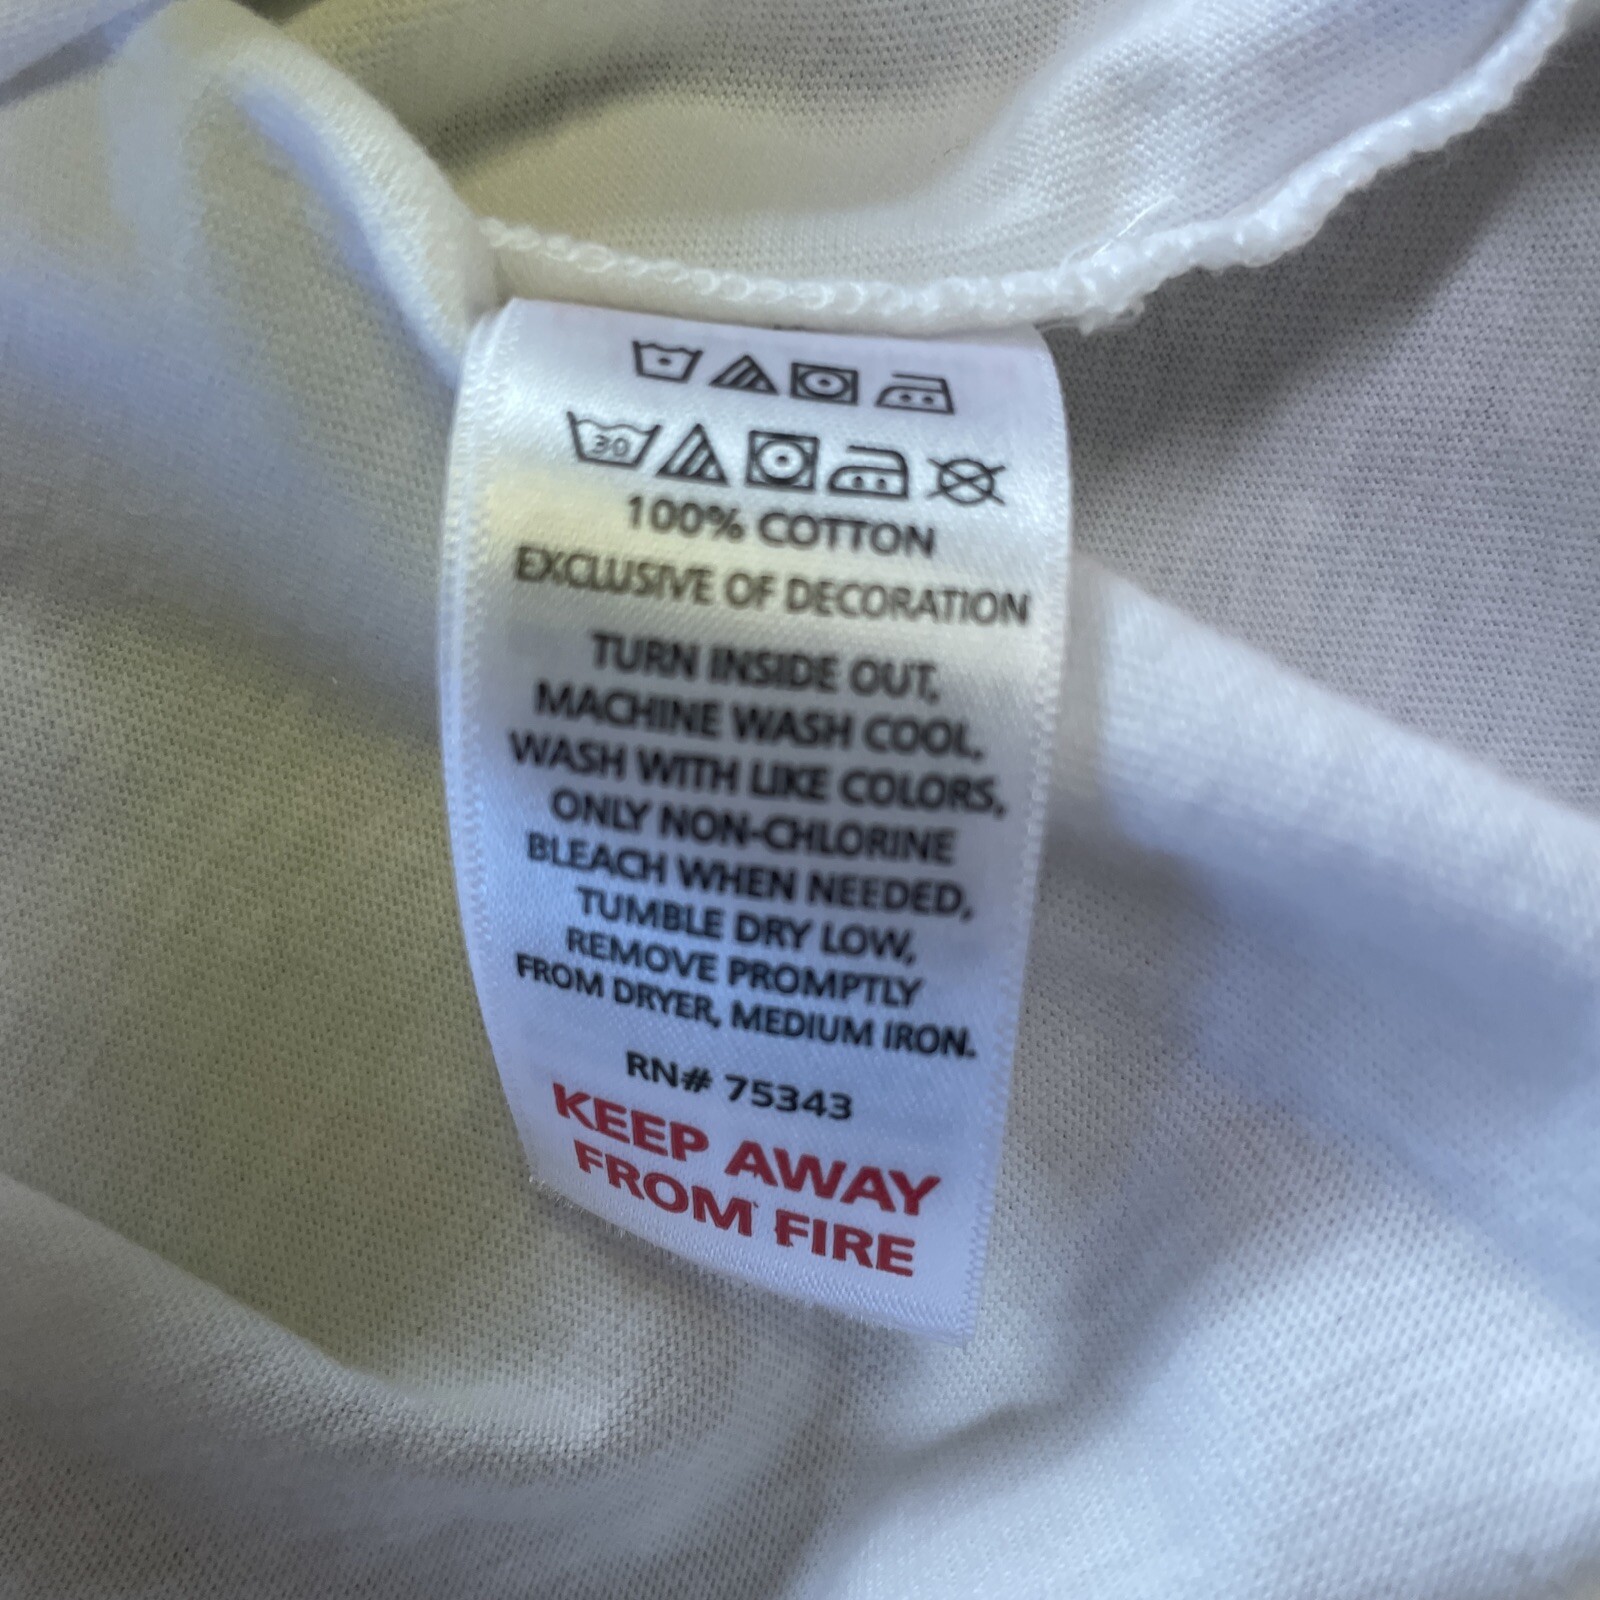 30
100% COTTON
EXCLUSIVE OF DECORATION
TURN INSIDE OUT,
MACHINE WASH COOL,
WASH WITH LIKE COLORS,
ONLY NON-CHLORINE
BLEACH WHEN NEEDED,
TUMBLE DRY LOW,
REMOVE PROMPTLY
FROM DRYER, MEDIUM IRON.
RN# 75343
KEEP AWAY
FROM FIRE